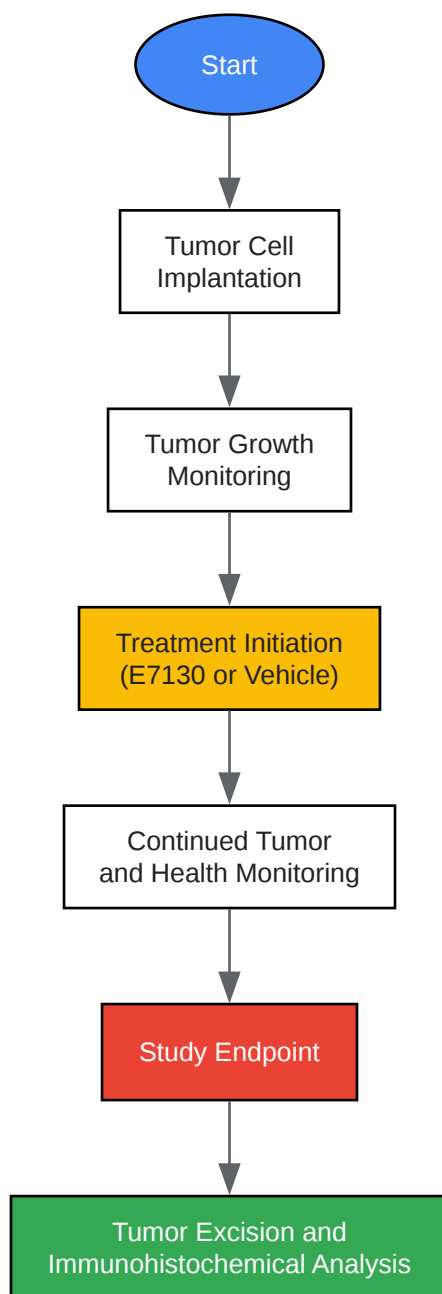 Start
Tumor Cell
Implantation
Tumor Growth
Monitoring
Treatment Initiation
(E7130 or Vehicle)
Continued Tumor
and Health Monitoring
Study Endpoint
Tumor Excision and
Immunohistochemical Analysis